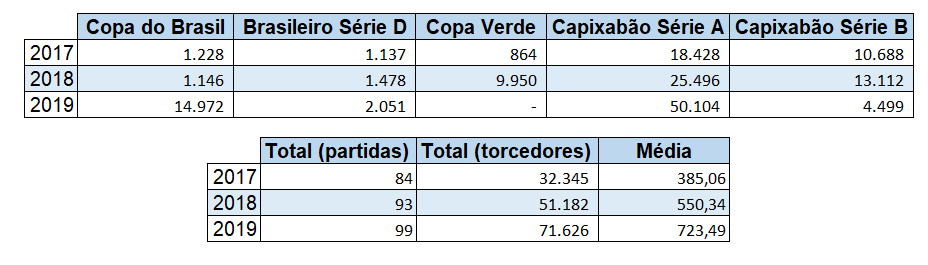 Copa do Brasil Brasileiro Série D Copa Verde Capixabão Série A Capixabão Série B
2017 1.228 1.137 864 18.428 10.688
2018 1.146 1.478 9.950 25.496 13.112
2019 14.972 2.051 - 50.104 4.499
Total (partidas) Total (torcedores) Média
2017 84 32.345 385,06
2018 93 51.182 550,34
2019 99 71.626 723,49